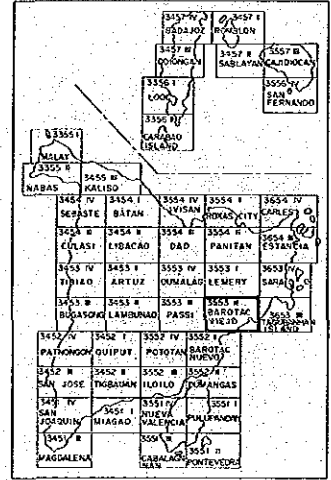 3457 IV 3457 I
BADAJOZ ROMBLON
3457 III 3457 II 3557 III
ODIONGAN SABLAYAN CAJIDIOCAN
3556 I 3556 IV
LOOC SAN FERNANDO
3556 II
CARABAO ISLAND
3355 I
MALAY
3355 II 3455 III
NABAS KALIBO
3454 IV 3454 I 3554 IV 3554 I 3654 IV
SEBASTE BATAN IVISAN ROXAS CITY CARLES
3454 III 3454 II 3554 III 3554 II 3654 III
CULASI LIBACAO DAO PANITAN ESTANCIA
3453 IV 3453 I 3553 IV 3553 I 3653 IV
TIBIAO ARTUZ DUMALAG LEMERY SARA
3453 III 3453 II 3553 III 3553 II 3653 III
BUGASONG LAMBUNAO PASSI BAROTAC VIEJO ISLAND
3452 IV 3452 I 3552 IV 3552 I
PATNONGON GUIPUT POTOTAN BAROTAC NUEVO
3452 III 3452 II 3552 III 3552 II
SAN JOSE TIGBAUAN ILOILO DUMANGAS
3451 IV 3451 I 3551 IV
SAN JOAQUIN MIAGAO NUEVA VALENCIA PULUPANDAN
3451 III 3551 III 3551 II
MAGDALENA CABALAGNAN PONTEVEDRA